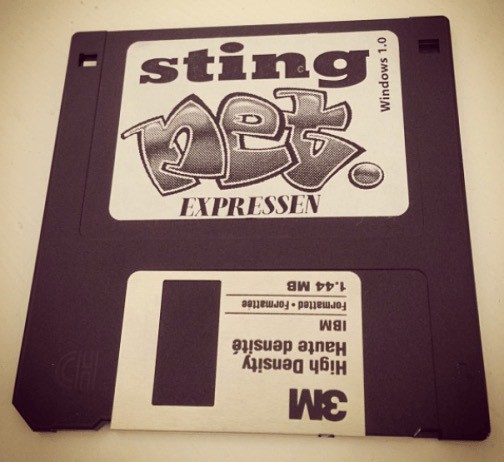 sting
net.
EXPRESSEN
Windows 1.0
3M
High Density
Haute densité
IBM
Formatted • Formattée
1.44 MB